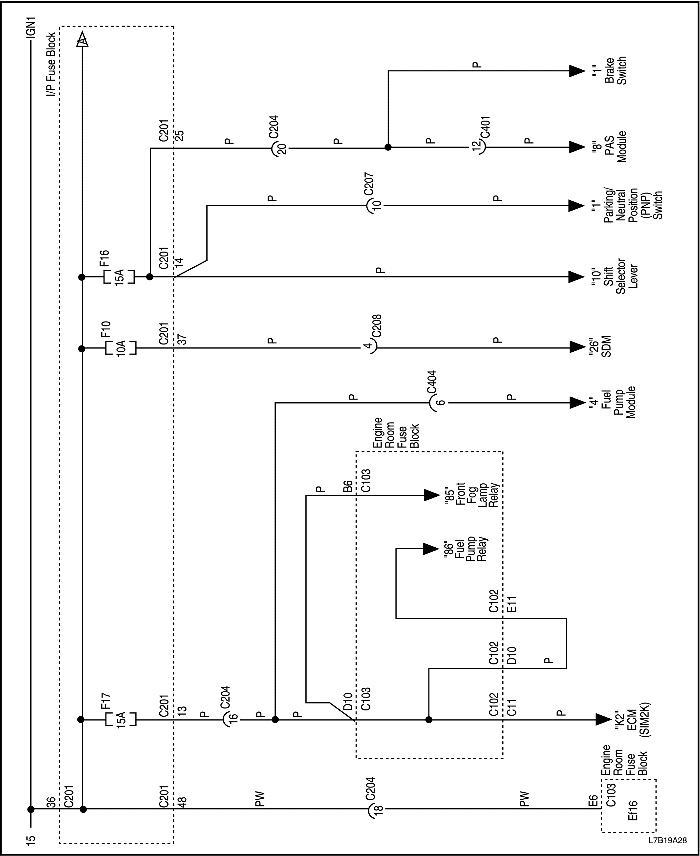 IGN1
15
I/P Fuse Block
A
36
C201
F17
15A
F10
10A
F16
15A
C201
48
C201
13
C201
37
C201
14
C201
25
PW
C204
18
PW
E6
Engine
Room
Fuse
Block
C103
Ef16
P
C204
16
P
P
D10
C103
C102
C11
P
"K2"
ECM
(SIM2K)
C102
D10
P
C102
E11
"86"
Fuel
Pump
Relay
P
B6
C103
"85"
Front
Fog
Lamp
Relay
Engine
Room
Fuse
Block
P
C404
6
P
"4"
Fuel
Pump
Module
P
C208
4
P
"26"
SDM
P
"10"
Shift
Selector
Lever
P
C207
10
P
"1"
Parking/
Neutral
Position
(PNP)
Switch
P
C204
20
P
P
C401
12
P
"8"
PAS
Module
P
"1"
Brake
Switch
L7B19A28